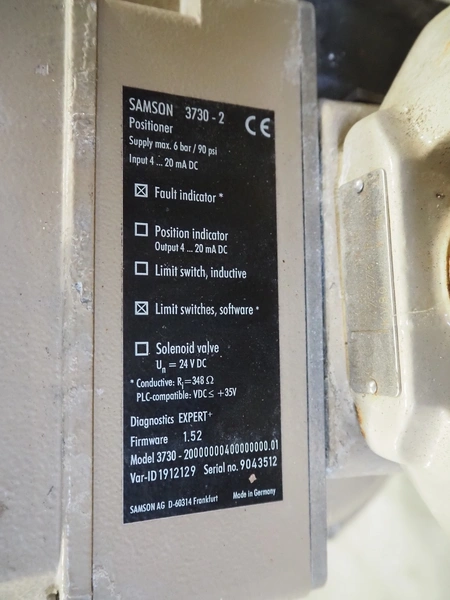 SAMSON 3730 - 2
CE
Positioner
Supply max. 6 bar / 90 psi
Input 4 ... 20 mA DC
☒ Fault indicator *
☐ Position indicator
Output 4 ... 20 mA DC
☐ Limit switch, inductive
☒ Limit switches, software *
☐ Solenoid valve
Un = 24 V DC
* Conductive: Ri=348 Ω
PLC-compatible: VDC ≤ +35V
Diagnostics EXPERT+
Firmware 1.52
Model 3730 - 20000000400000000.01
Var-ID 1912129 Serial no. 9043512
SAMSON AG D-60314 Frankfurt Made in Germany